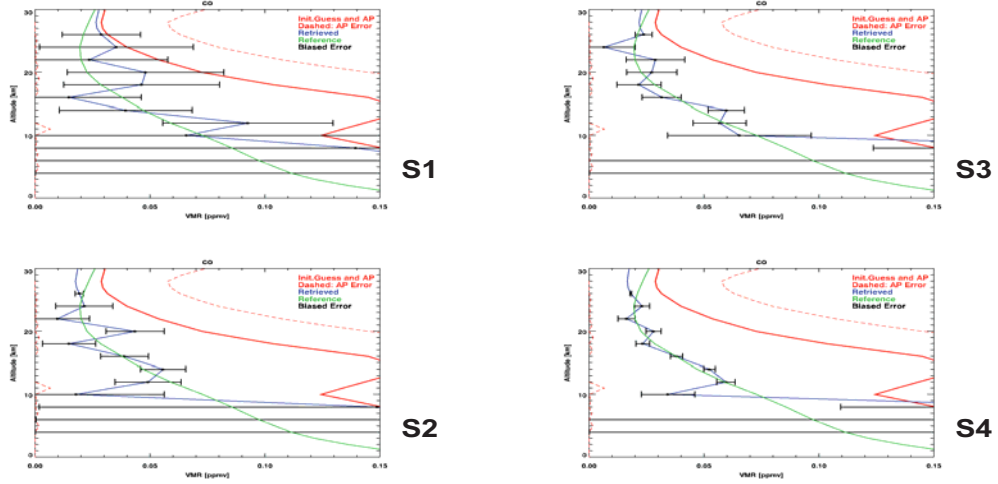 CO
Init.Guess and AP
Dashed: AP Error
Retrieved
Reference
Biased Error
Altitude [km]
30
20
10
0
0.00
0.05
0.10
0.15
VMR [ppmv]
S1
CO
Init.Guess and AP
Dashed: AP Error
Retrieved
Reference
Biased Error
Altitude [km]
30
20
10
0
0.00
0.05
0.10
0.15
VMR [ppmv]
S3
CO
Init.Guess and AP
Dashed: AP Error
Retrieved
Reference
Biased Error
Altitude [km]
30
20
10
0
0.00
0.05
0.10
0.15
VMR [ppmv]
S2
CO
Init.Guess and AP
Dashed: AP Error
Retrieved
Reference
Biased Error
Altitude [km]
30
20
10
0
0.00
0.05
0.10
0.15
VMR [ppmv]
S4